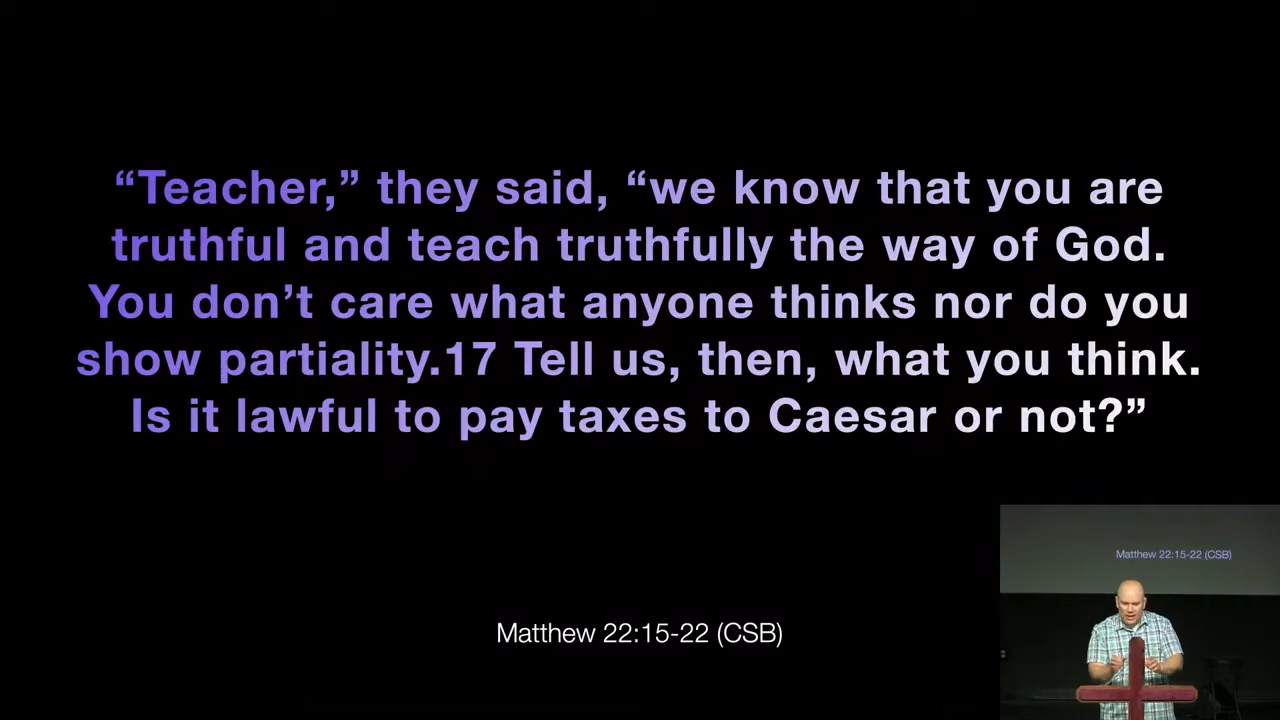 “Teacher,” they said, “we know that you are
truthful and teach truthfully the way of God.
You don’t care what anyone thinks nor do you
show partiality.17 Tell us, then, what you think.
Is it lawful to pay taxes to Caesar or not?”
Matthew 22:15-22 (CSB)
Matthew 22:15-22 (CSB)